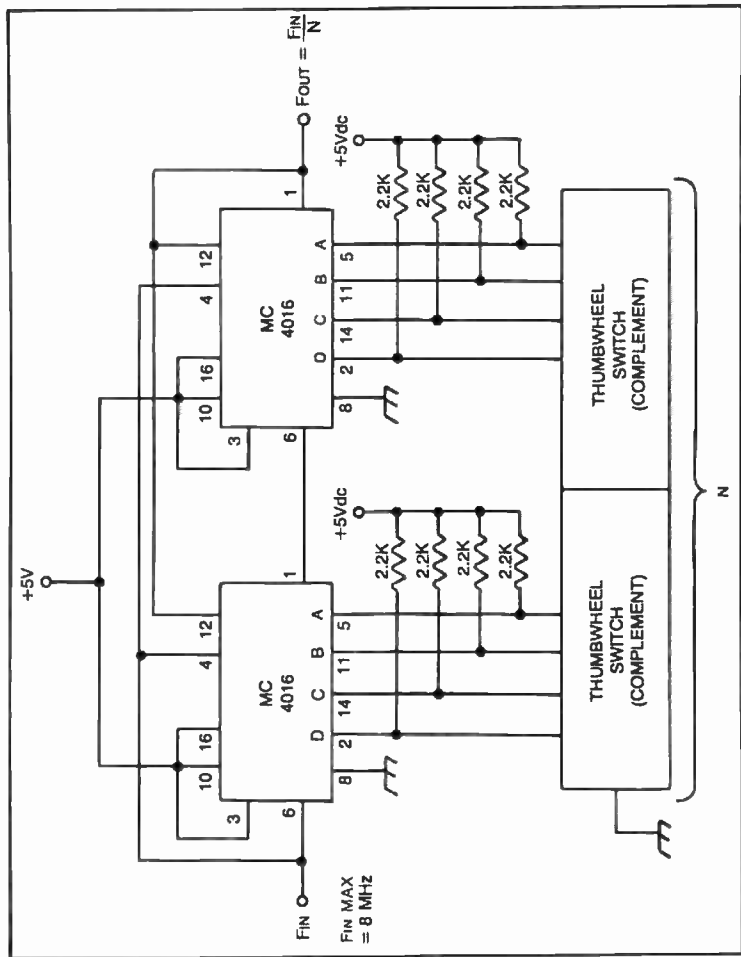 +5V
FIN
FIN MAX
= 8 MHz
3
10
16
4
12
6
MC
4016
1
8
2
14
11
5
D
C
B
A
+5Vdc
2.2K
2.2K
2.2K
2.2K
3
10
16
4
12
6
MC
4016
1
8
2
14
11
5
O
C
B
A
FOUT = FIN
N
+5Vdc
2.2K
2.2K
2.2K
2.2K
THUMBWHEEL
SWITCH
(COMPLEMENT)
THUMBWHEEL
SWITCH
(COMPLEMENT)
N